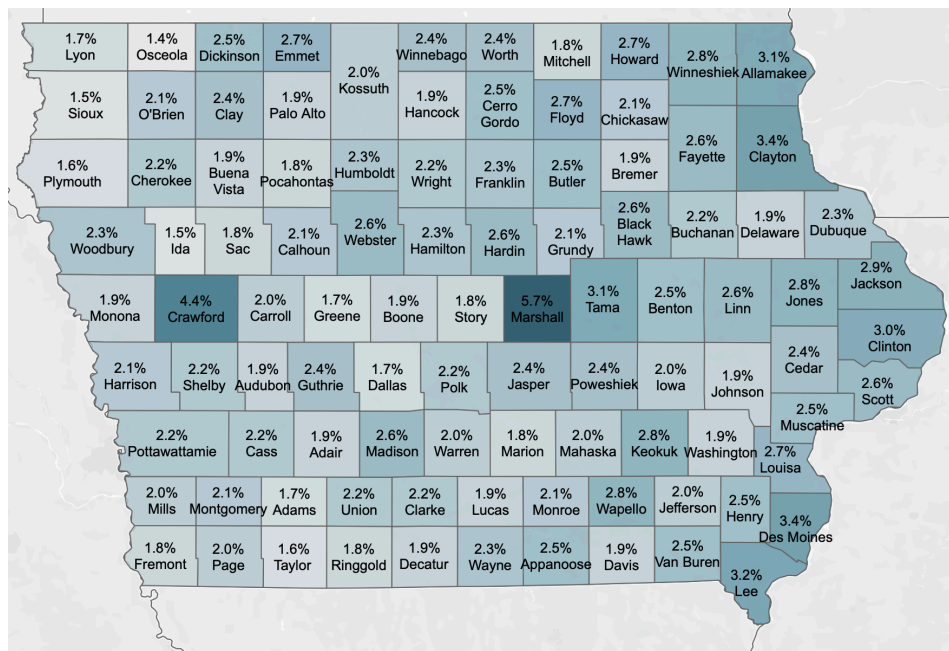 1.7%
Lyon
1.4%
Osceola
2.5%
Dickinson
2.7%
Emmet
2.0%
Kossuth
2.4%
Winnebago
2.4%
Worth
1.8%
Mitchell
2.7%
Howard
2.8%
Winneshiek
3.1%
Allamakee
1.5%
Sioux
2.1%
O'Brien
2.4%
Clay
1.9%
Palo Alto
1.9%
Hancock
2.5%
Cerro
Gordo
2.7%
Floyd
2.1%
Chickasaw
2.6%
Fayette
3.4%
Clayton
1.6%
Plymouth
2.2%
Cherokee
1.9%
Buena
Vista
1.8%
Pocahontas
2.3%
Humboldt
2.2%
Wright
2.3%
Franklin
2.5%
Butler
1.9%
Bremer
2.3%
Woodbury
1.5%
Ida
1.8%
Sac
2.1%
Calhoun
2.6%
Webster
2.3%
Hamilton
2.6%
Hardin
2.1%
Grundy
2.6%
Black
Hawk
2.2%
Buchanan
1.9%
Delaware
2.3%
Dubuque
1.9%
Monona
4.4%
Crawford
2.0%
Carroll
1.7%
Greene
1.9%
Boone
1.8%
Story
5.7%
Marshall
3.1%
Tama
2.5%
Benton
2.6%
Linn
2.8%
Jones
2.9%
Jackson
3.0%
Clinton
2.1%
Harrison
2.2%
Shelby
1.9%
Audubon
2.4%
Guthrie
1.7%
Dallas
2.2%
Polk
2.4%
Jasper
2.4%
Poweshiek
2.0%
Iowa
1.9%
Johnson
2.4%
Cedar
2.6%
Scott
2.5%
Muscatine
2.2%
Pottawattamie
2.2%
Cass
1.9%
Adair
2.6%
Madison
2.0%
Warren
1.8%
Marion
2.0%
Mahaska
2.8%
Keokuk
1.9%
Washington
2.7%
Louisa
2.0%
Mills
2.1%
Montgomery
1.7%
Adams
2.2%
Union
2.2%
Clarke
1.9%
Lucas
2.1%
Monroe
2.8%
Wapello
2.0%
Jefferson
2.5%
Henry
3.4%
Des Moines
1.8%
Fremont
2.0%
Page
1.6%
Taylor
1.8%
Ringgold
1.9%
Decatur
2.3%
Wayne
2.5%
Appanoose
1.9%
Davis
2.5%
Van Buren
3.2%
Lee